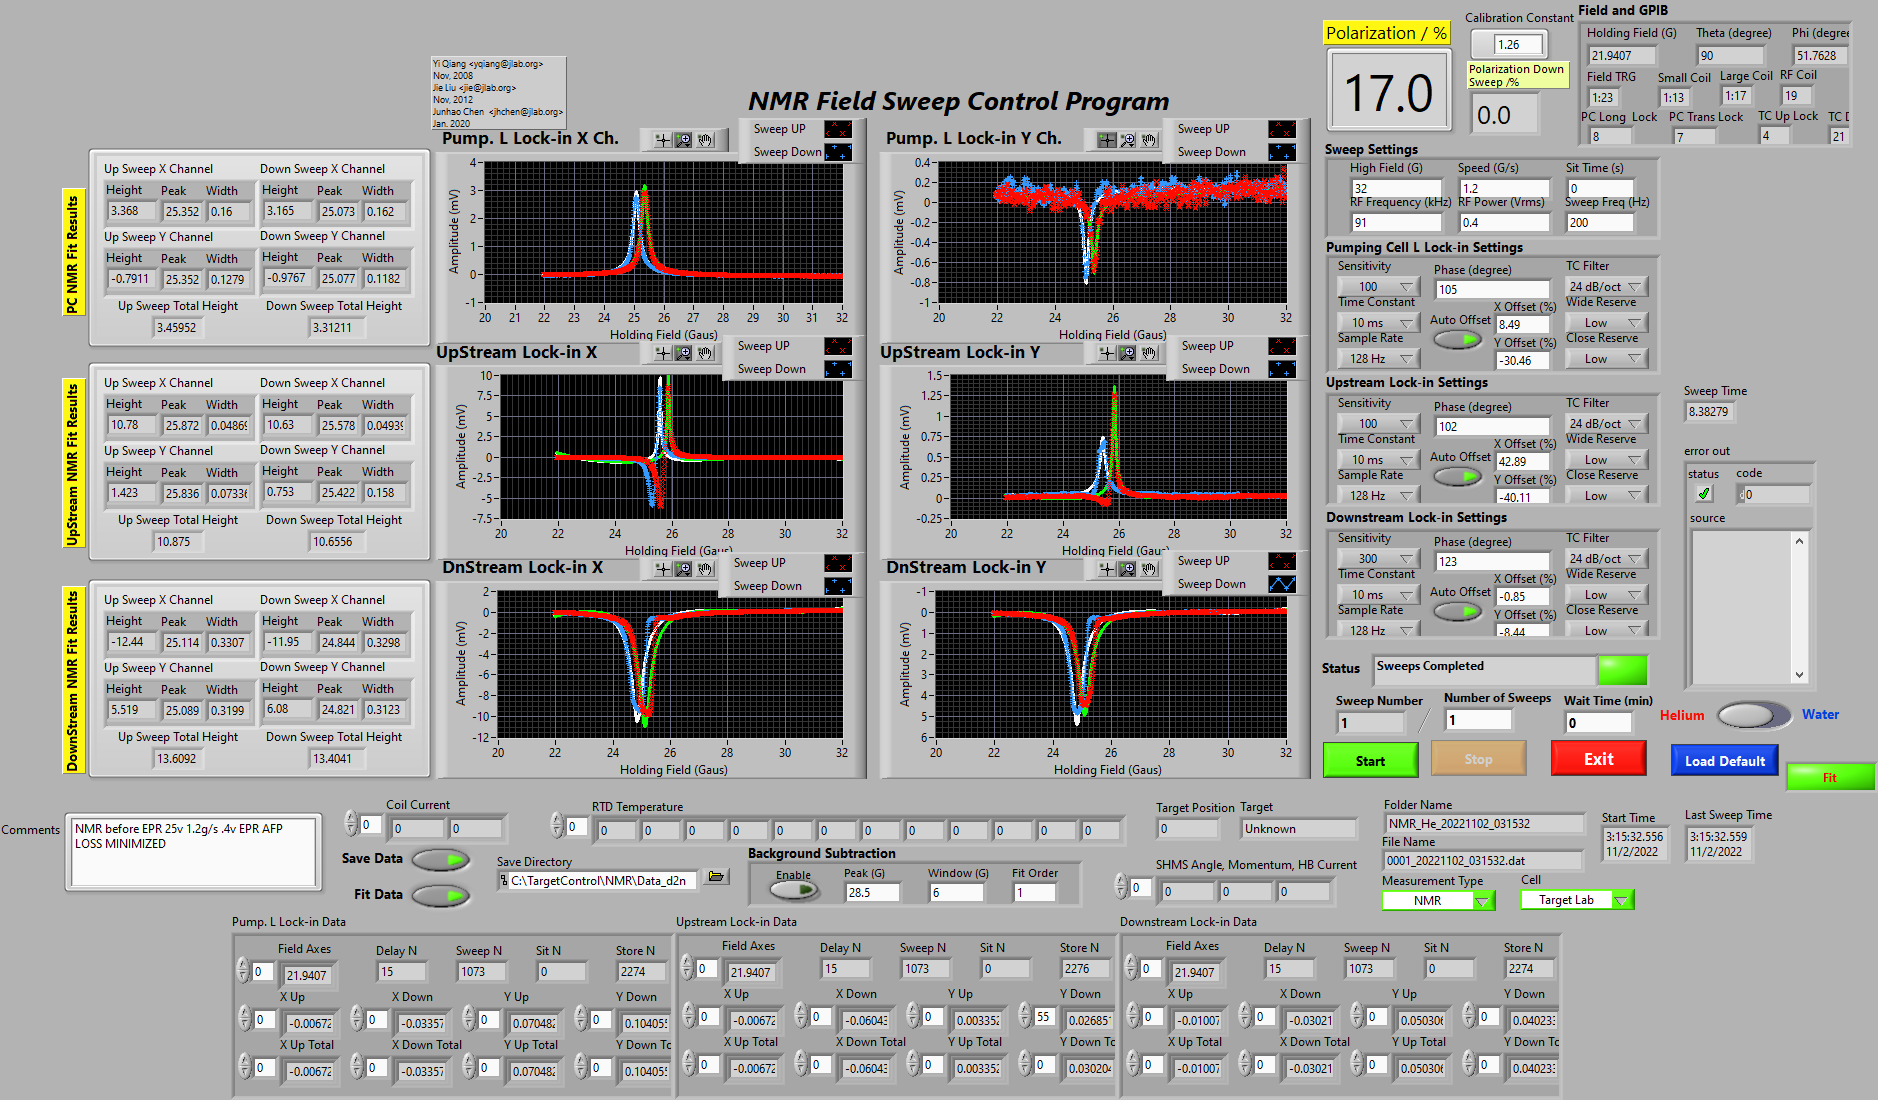 Yi Qiang <yqiang@jlab.org>
Nov, 2008
Jie Liu <jie@jlab.org>
Nov, 2012
Junhao Chen <jhchen@jlab.org>
Jan. 2020
NMR Field Sweep Control Program
Polarization / %
17.0
Calibration Constant
1.26
Polarization Down Sweep /%
0.0
Field and GPIB
Holding Field (G) Theta (degree) Phi (degree
21.9407 90 51.7628
Field TRG Small Coil Large Coil RF Coil
1:23 1:13 1:17 19
PC Long Lock PC Trans Lock TC Up Lock TC D
8 7 4 21
PC NMR Fit Results
Up Sweep X Channel Down Sweep X Channel
Height Peak Width Height Peak Width
3.368 25.352 0.16 3.165 25.073 0.162
Up Sweep Y Channel Down Sweep Y Channel
Height Peak Width Height Peak Width
-0.7911 25.352 0.1279 -0.9767 25.077 0.1182
Up Sweep Total Height Down Sweep Total Height
3.45952 3.31211
UpStream NMR Fit Results
Up Sweep X Channel Down Sweep X Channel
Height Peak Width Height Peak Width
10.78 25.872 0.04869 10.63 25.578 0.04939
Up Sweep Y Channel Down Sweep Y Channel
Height Peak Width Height Peak Width
1.423 25.836 0.07336 0.753 25.422 0.158
Up Sweep Total Height Down Sweep Total Height
10.875 10.6556
DownStream NMR Fit Results
Up Sweep X Channel Down Sweep X Channel
Height Peak Width Height Peak Width
-12.44 25.114 0.3307 -11.95 24.844 0.3298
Up Sweep Y Channel Down Sweep Y Channel
Height Peak Width Height Peak Width
5.519 25.089 0.3199 6.08 24.821 0.3123
Up Sweep Total Height Down Sweep Total Height
13.6092 13.4041
Pump. L Lock-in X Ch.
Sweep UP
Sweep Down
Amplitude (mV)
4
3
2
1
0
-1
20 21 22 23 24 25 26 27 28 29 30 31 32
Holding Field (Gaus)
Pump. L Lock-in Y Ch.
Sweep UP
Sweep Down
Amplitude (mV)
0.4
0.2
0
-0.2
-0.4
-0.6
-0.8
-1
20 22 24 26 28 30 32
Holding Field (Gaus)
UpStream Lock-in X
Sweep UP
Sweep Down
Amplitude (mV)
10
7.5
5
2.5
0
-2.5
-5
-7.5
20 22 24 26 28 30 32
Holding Field (Gaus)
UpStream Lock-in Y
Sweep UP
Sweep Down
Amplitude (mV)
1.5
1.25
1
0.75
0.5
0.25
0
-0.25
20 22 24 26 28 30 32
Holding Field (Gaus)
DnStream Lock-in X
Sweep UP
Sweep Down
Amplitude (mV)
2
0
-2
-4
-6
-8
-10
-12
20 22 24 26 28 30 32
Holding Field (Gaus)
DnStream Lock-in Y
Sweep UP
Sweep Down
Amplitude (mV)
-1
0
1
2
3
4
5
6
20 22 24 26 28 30 32
Holding Field (Gaus)
Sweep Settings
High Field (G) Speed (G/s) Sit Time (s)
32 1.2 0
RF Frequency (kHz) RF Power (Vrms) Sweep Freq (Hz)
91 0.4 200
Pumping Cell L Lock-in Settings
Sensitivity Phase (degree) TC Filter
100 105 24 dB/oct
Time Constant X Offset (%) Wide Reserve
10 ms Auto Offset 8.49 Low
Sample Rate Y Offset (%) Close Reserve
128 Hz -30.46 Low
Upstream Lock-in Settings
Sensitivity Phase (degree) TC Filter
100 102 24 dB/oct
Time Constant X Offset (%) Wide Reserve
10 ms Auto Offset 42.89 Low
Sample Rate Y Offset (%) Close Reserve
128 Hz -40.11 Low
Downstream Lock-in Settings
Sensitivity Phase (degree) TC Filter
300 123 24 dB/oct
Time Constant X Offset (%) Wide Reserve
10 ms Auto Offset -0.85 Low
Sample Rate Y Offset (%) Close Reserve
128 Hz -8.44 Low
Sweep Time
8.38279
error out
status code
0
source
Status Sweeps Completed
Sweep Number Number of Sweeps Wait Time (min)
1 / 1 0
Helium Water
Start Stop Exit Load Default Fit
Comments
NMR before EPR 25v 1.2g/s .4v EPR AFP
LOSS MINIMIZED
Coil Current
0 0 0
Save Data
Fit Data
RTD Temperature
0 0 0 0 0 0 0 0 0 0 0 0 0
Save Directory
C:\TargetControl\NMR\Data_d2n
Background Subtraction
Enable Peak (G) Window (G) Fit Order
28.5 6 1
Target Position Target
0 Unknown
SHMS Angle, Momentum, HB Current
0 0 0 0
Folder Name
NMR_He_20221102_031532
File Name
0001_20221102_031532.dat
Measurement Type Cell
NMR Target Lab
Start Time Last Sweep Time
3:15:32.556 3:15:32.559
11/2/2022 11/2/2022
Pump. L Lock-in Data
Field Axes Delay N Sweep N Sit N Store N
0 21.9407 15 1073 0 2274
X Up X Down Y Up Y Down
0 -0.00672 0 -0.03357 0 0.070482 0 0.104055
X Up Total X Down Total Y Up Total Y Down Tc
0 -0.00672 0 -0.03357 0 0.070482 0 0.104055
Upstream Lock-in Data
Field Axes Delay N Sweep N Sit N Store N
0 21.9407 15 1073 0 2276
X Up X Down Y Up Y Down
0 -0.00672 0 -0.06043 0 0.003352 55 0.026851
X Up Total X Down Total Y Up Total Y Down Tc
0 -0.00672 0 -0.06043 0 0.003352 0 0.030204
Downstream Lock-in Data
Field Axes Delay N Sweep N Sit N Store N
0 21.9407 15 1073 0 2274
X Up X Down Y Up Y Down
0 -0.01007 0 -0.03021 0 0.050306 0 0.040233
X Up Total X Down Total Y Up Total Y Down Tc
0 -0.01007 0 -0.03021 0 0.050306 0 0.040233